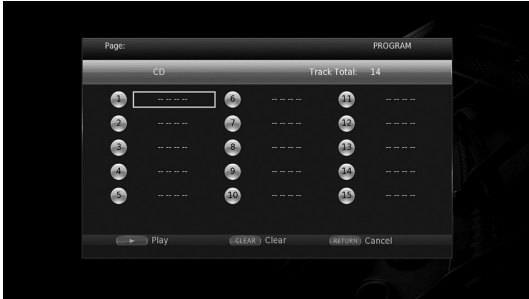 Page: PROGRAM
CD Track Total: 14
1 -- -- -- -- 6 -- -- -- -- 11 -- -- -- --
2 -- -- -- -- 7 -- -- -- -- 12 -- -- -- --
3 -- -- -- -- 8 -- -- -- -- 13 -- -- -- --
4 -- -- -- -- 9 -- -- -- -- 14 -- -- -- --
5 -- -- -- -- 10 -- -- -- -- 15 -- -- -- --
Play CLEAR Clear RETURN Cancel